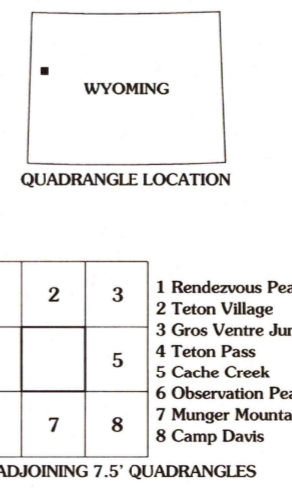 WYOMING
QUADRANGLE LOCATION
2 3
5
7 8
1 Rendezvous Pea
2 Teton Village
3 Gros Ventre Jun
4 Teton Pass
5 Cache Creek
6 Observation Pea
7 Munger Mounta
8 Camp Davis
ADJOINING 7.5' QUADRANGLES